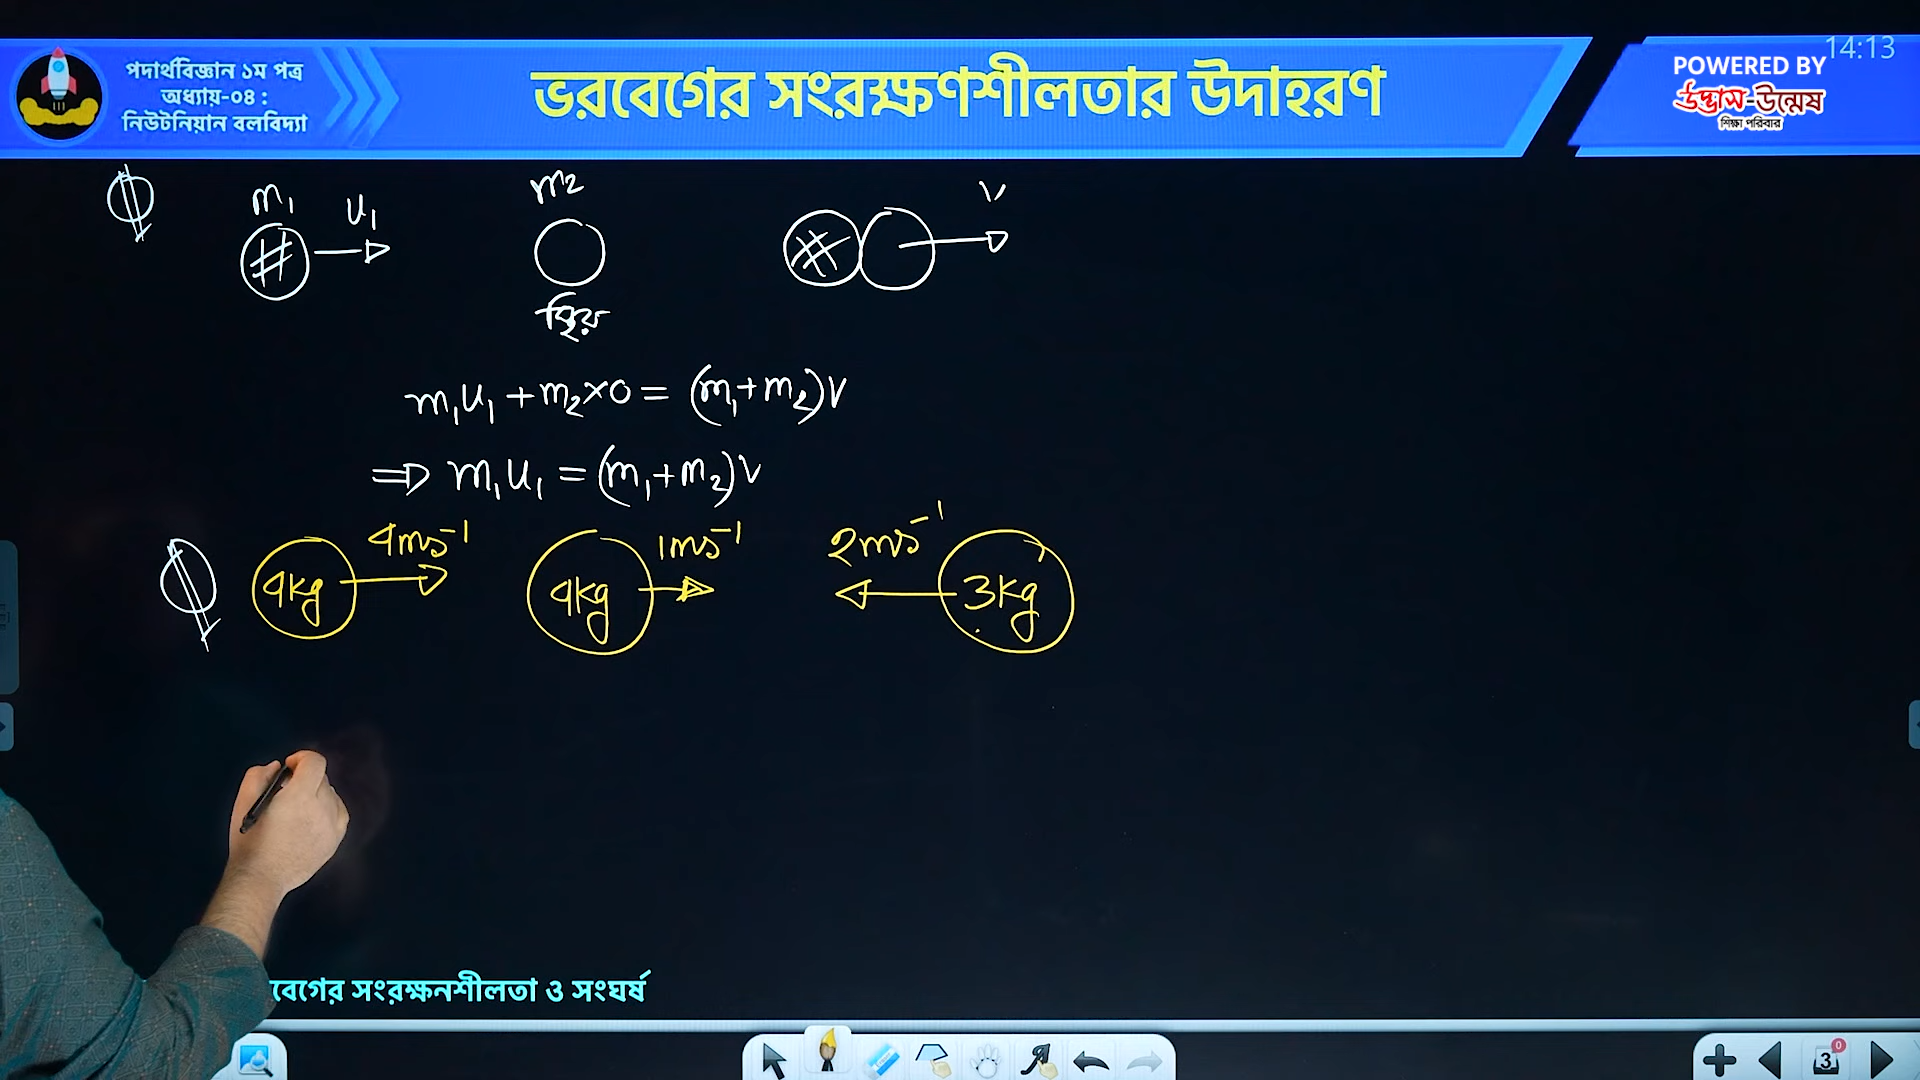 14:13
পদার্থবিজ্ঞান ১ম পত্র
অধ্যায়-০৪ :
নিউটনিয়ান বলবিদ্যা
ভরবেগের সংরক্ষণশীলতার উদাহরণ
POWERED BY
উদ্ভাস-উন্মেষ
শিক্ষা পরিবার
m₁ u₁ m₂ v
স্থির
m₁u₁ + m₂×0 = (m₁+m₂)v
⇒ m₁u₁ = (m₁+m₂)v
4ms⁻¹ 1ms⁻¹ 2ms⁻¹
4kg 4kg 3kg
বেগের সংরক্ষনশীলতা ও সংঘর্ষ
3
0